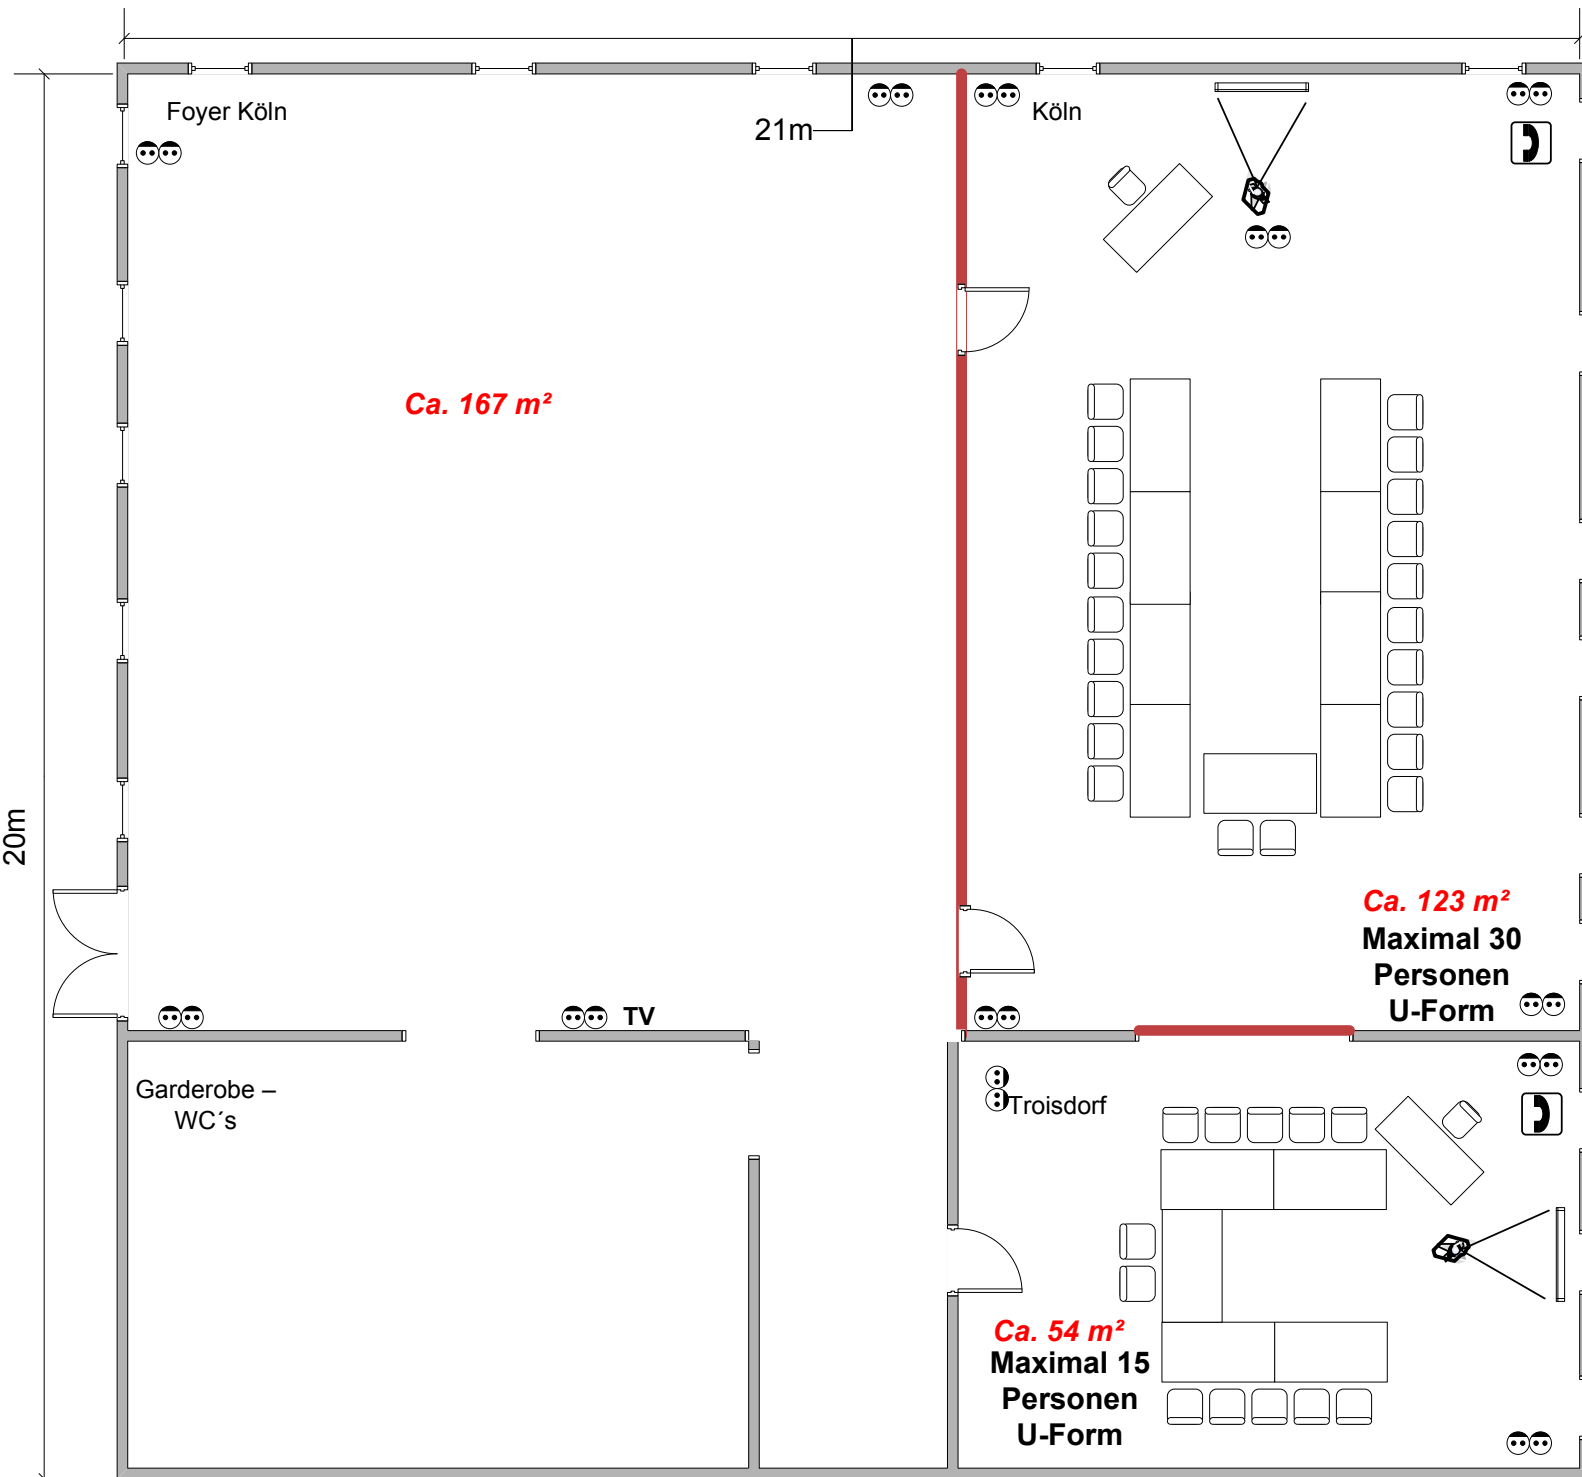 Foyer Köln
21m
Köln
Ca. 167 m²
20m
Ca. 123 m²
Maximal 30
Personen
U-Form
TV
Garderobe –
WC´s
Troisdorf
Ca. 54 m²
Maximal 15
Personen
U-Form